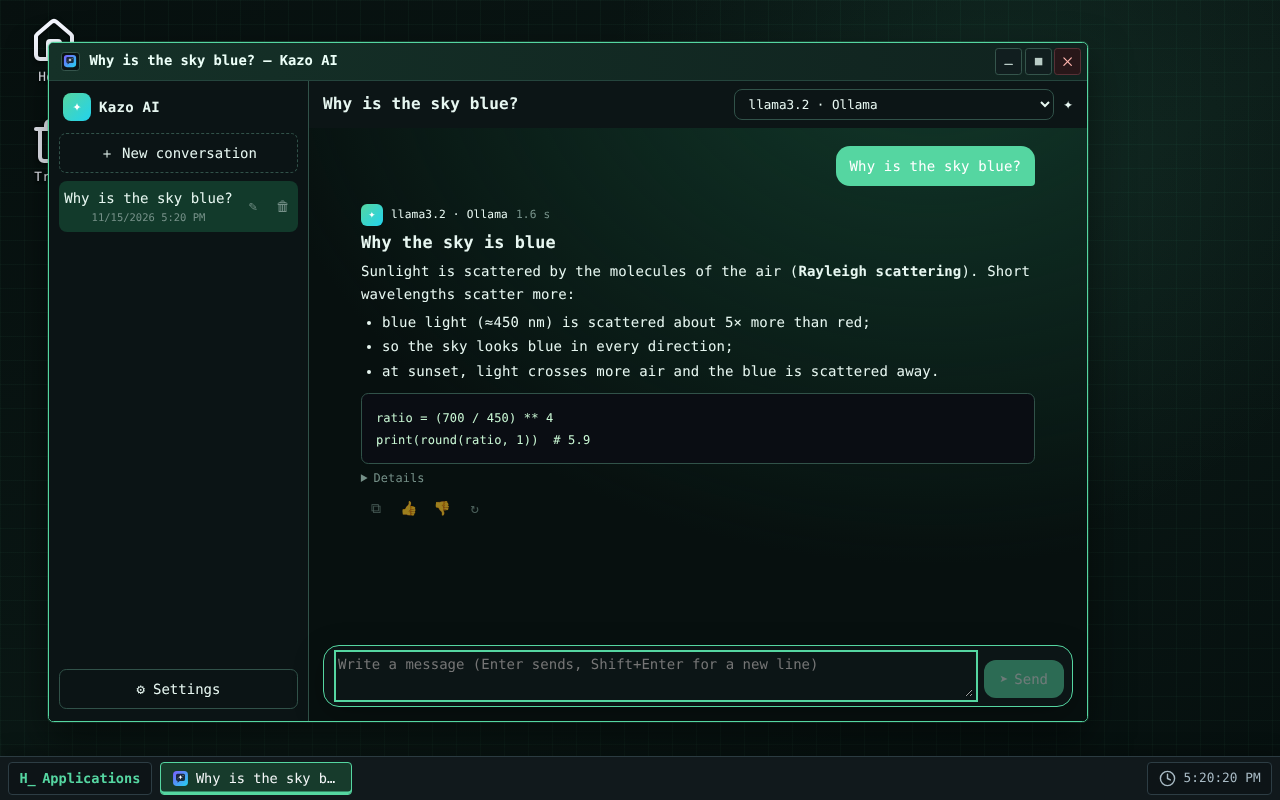 Why is the sky blue? — Kazo AI
Kazo AI
+ New conversation
Why is the sky blue?
11/15/2026 5:20 PM
Settings
Why is the sky blue?
llama3.2 · Ollama
Why is the sky blue?
llama3.2 · Ollama 1.6 s
Why the sky is blue
Sunlight is scattered by the molecules of the air (Rayleigh scattering). Short
wavelengths scatter more:
• blue light (≈450 nm) is scattered about 5× more than red;
• so the sky looks blue in every direction;
• at sunset, light crosses more air and the blue is scattered away.
ratio = (700 / 450) ** 4
print(round(ratio, 1))  # 5.9
Details
Write a message (Enter sends, Shift+Enter for a new line)
Send
H_ Applications
Why is the sky b…
5:20:20 PM